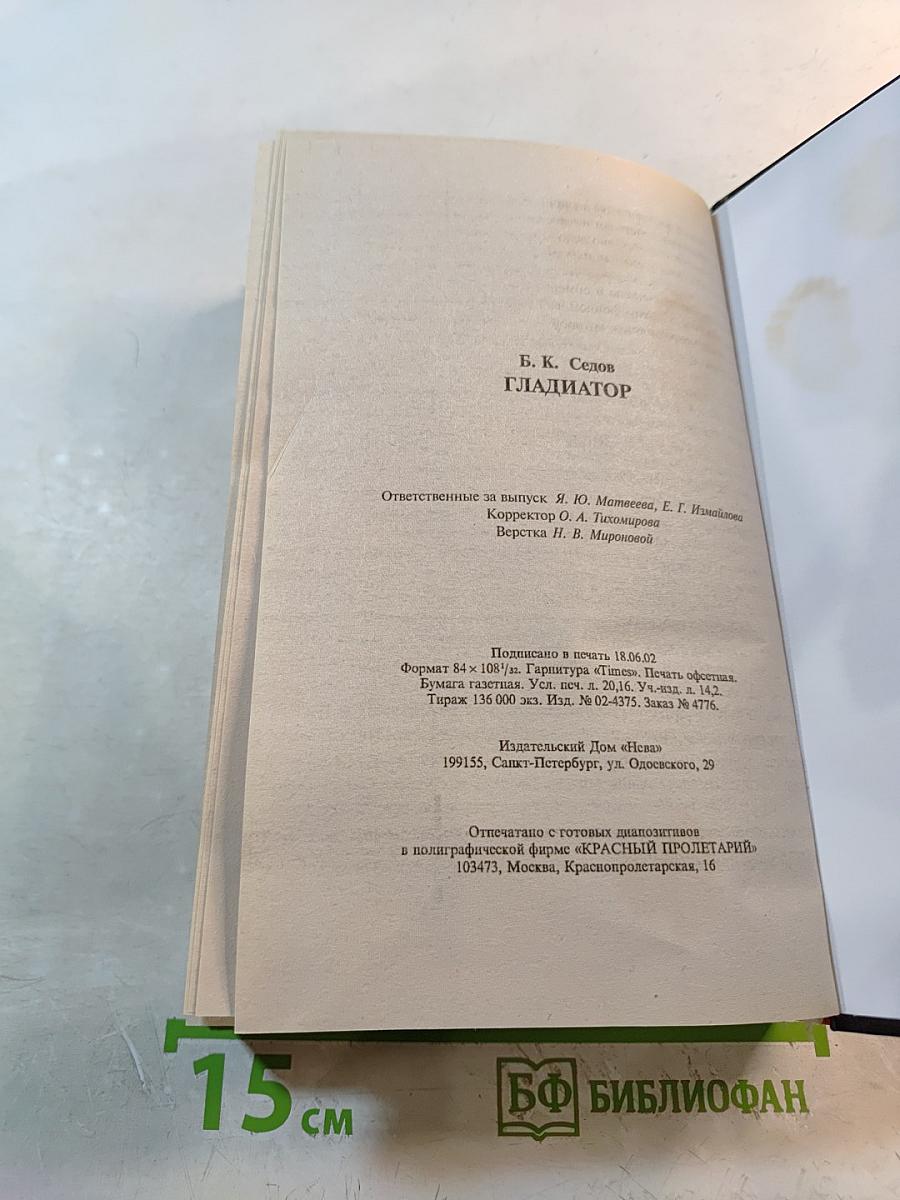 Б. К. Седов
ГЛАДИАТОР
Ответственные за выпуск Я. Ю. Матвеева, Е. Г. Измайлова
Корректор О. А. Тихомирова
Верстка Н. В. Мироновой
Подписано в печать 18.06.02
Формат 84 × 108 1/32. Гарнитура «Times». Печать офсетная.
Бумага газетная. Усл. печ. л. 20,16. Уч.-изд. л. 14,2.
Тираж 136 000 экз. Изд. № 02-4375. Заказ № 4776.
Издательский Дом «Нева»
199155, Санкт-Петербург, ул. Одоевского, 29
Отпечатано с готовых диапозитивов
в полиграфической фирме «КРАСНЫЙ ПРОЛЕТАРИЙ»
103473, Москва, Краснопролетарская, 16
15 см
БФ БИБЛИОФАН